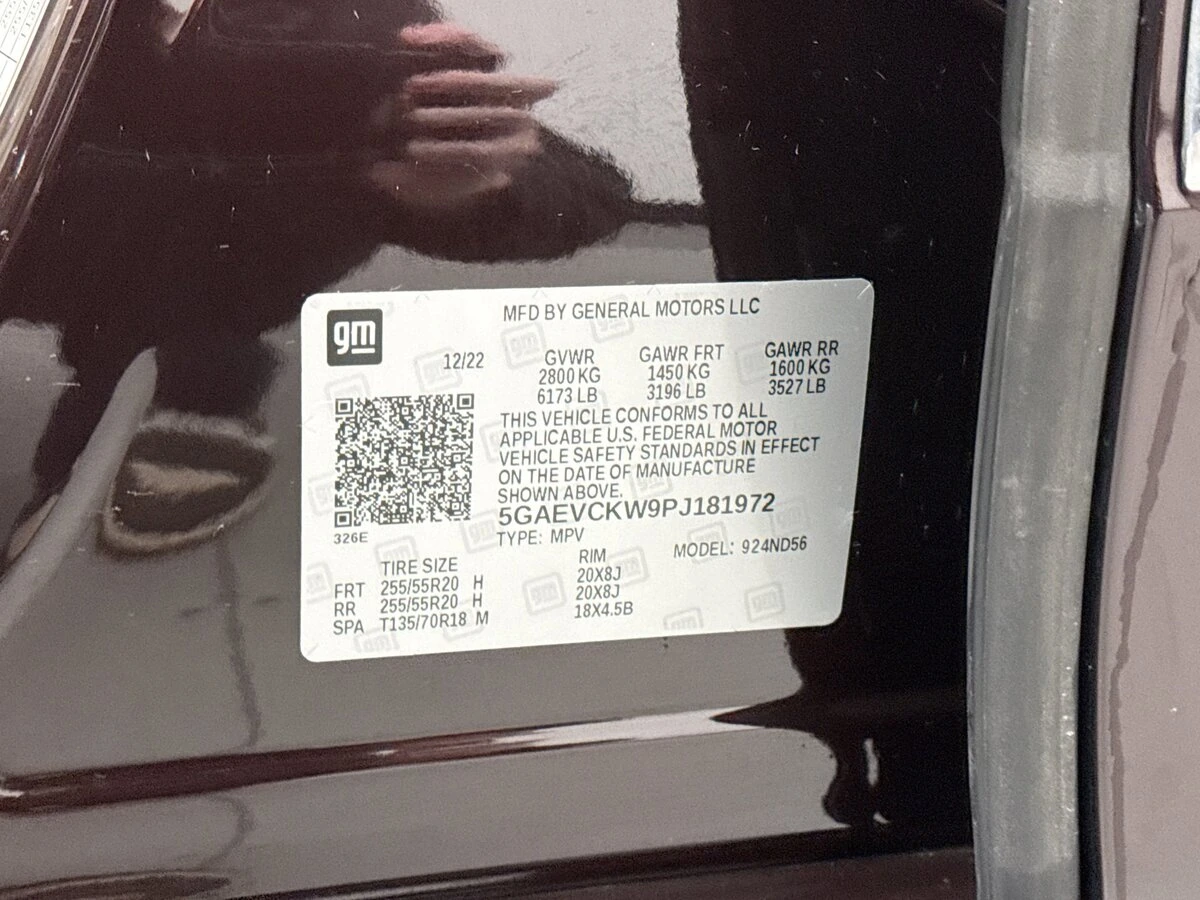 gm
MFD BY GENERAL MOTORS LLC
12/22
GVWR GAWR FRT GAWR RR
2800 KG 1450 KG 1600 KG
6173 LB 3196 LB 3527 LB
THIS VEHICLE CONFORMS TO ALL
APPLICABLE U.S. FEDERAL MOTOR
VEHICLE SAFETY STANDARDS IN EFFECT
ON THE DATE OF MANUFACTURE
SHOWN ABOVE.
5GAEVCKW9PJ181972
326E
TYPE: MPV MODEL: 924ND56
TIRE SIZE RIM
FRT 255/55R20 H 20X8J
RR 255/55R20 H 20X8J
SPA T135/70R18 M 18X4.5B